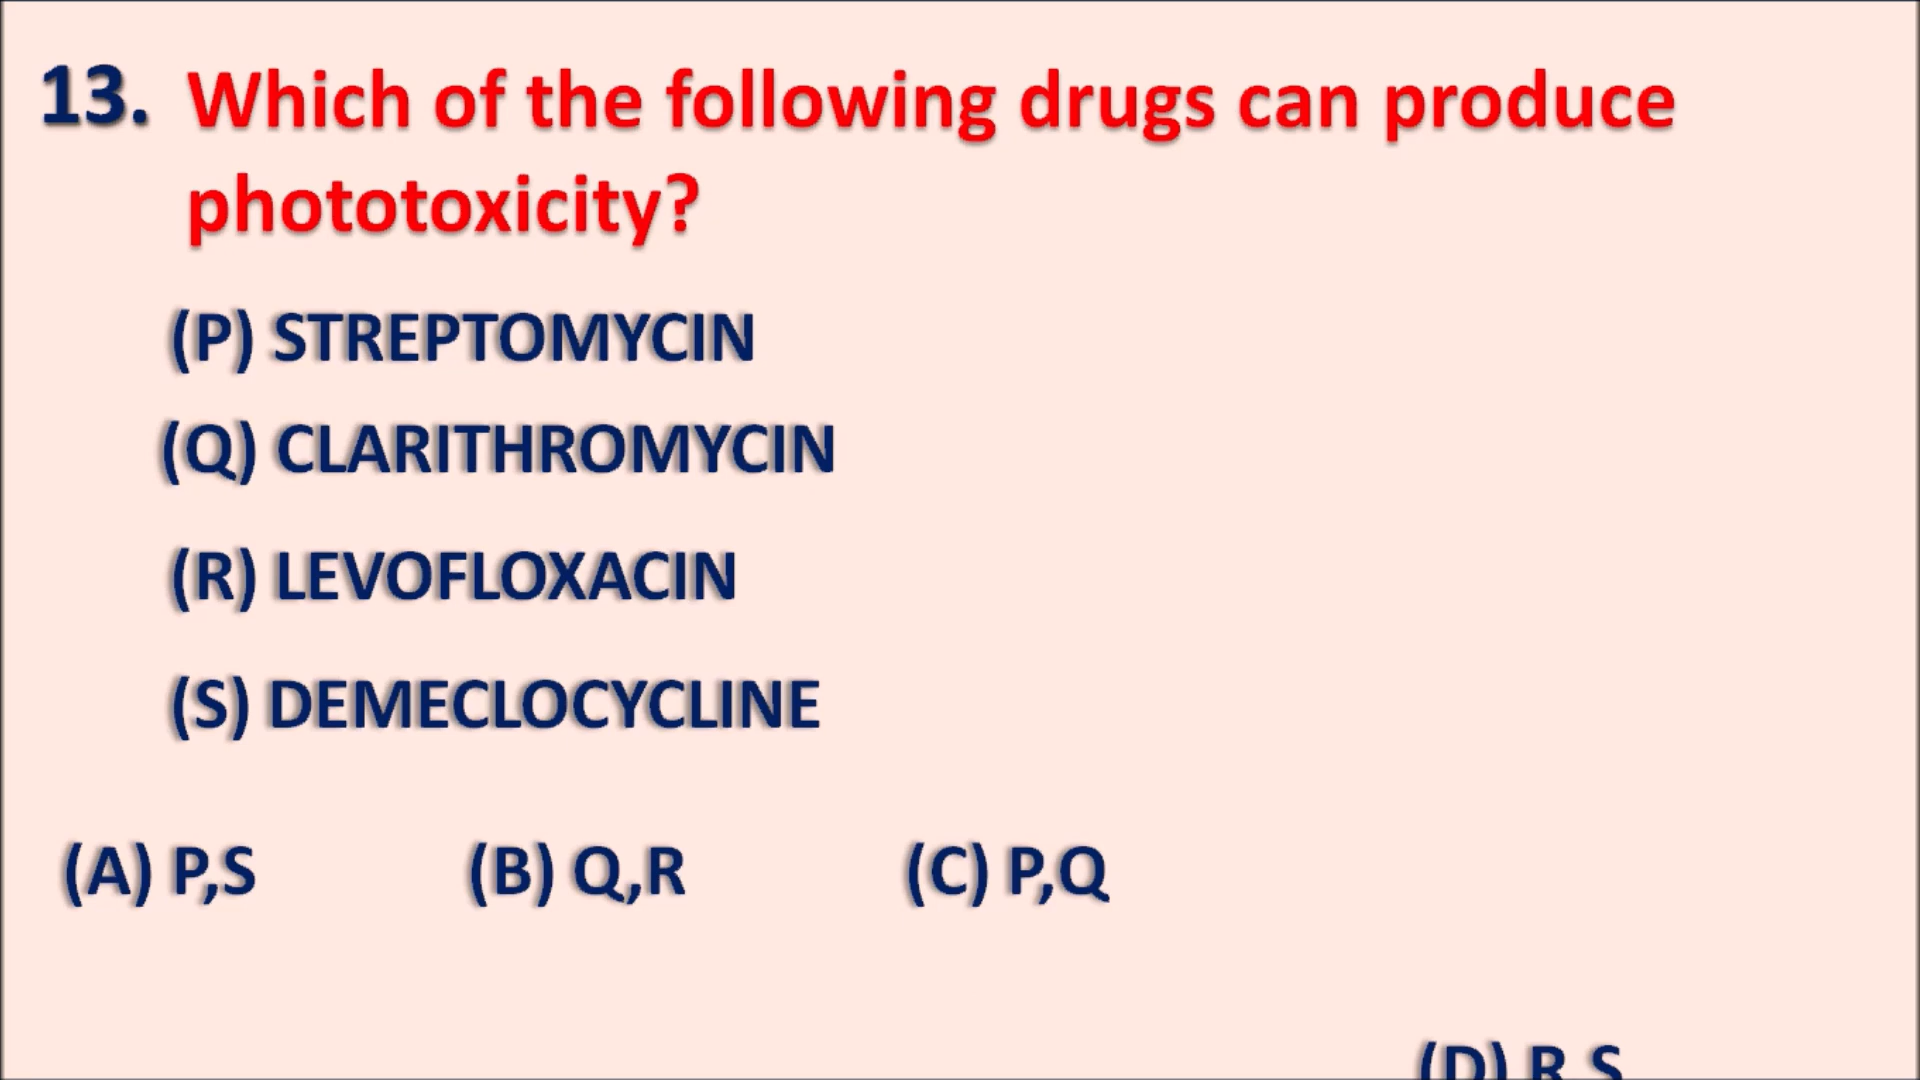 13. Which of the following drugs can produce
phototoxicity?
(P) STREPTOMYCIN
(Q) CLARITHROMYCIN
(R) LEVOFLOXACIN
(S) DEMECLOCYCLINE
(A) P,S (B) Q,R (C) P,Q
(D) R,S